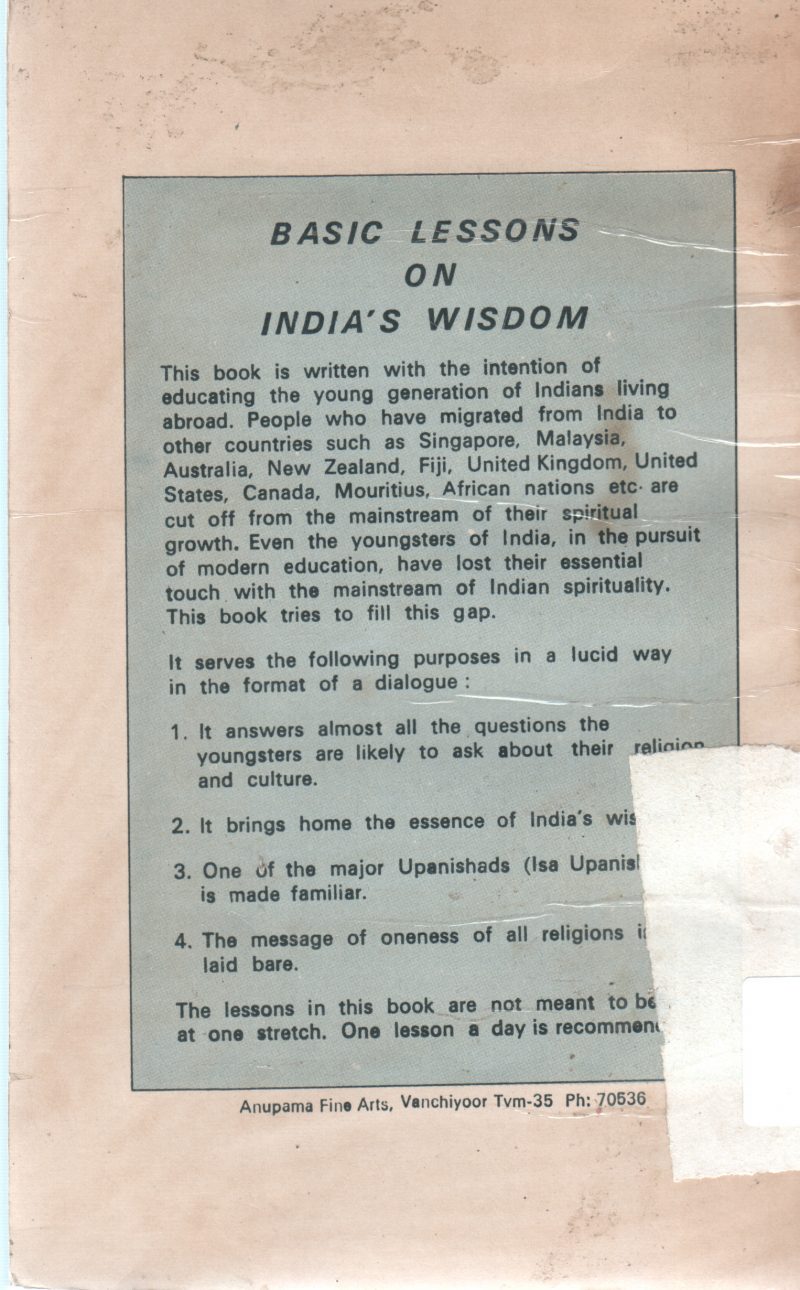 BASIC LESSONS
ON
INDIA'S WISDOM
This book is written with the intention of
educating the young generation of Indians living
abroad. People who have migrated from India to
other countries such as Singapore, Malaysia,
Australia, New Zealand, Fiji, United Kingdom, United
States, Canada, Mouritius, African nations etc· are
cut off from the mainstream of their spiritual
growth. Even the youngsters of India, in the pursuit
of modern education, have lost their essential
touch with the mainstream of Indian spirituality.
This book tries to fill this gap.
It serves the following purposes in a lucid way
in the format of a dialogue :
1. It answers almost all the questions the
youngsters are likely to ask about their religion
and culture.
2. It brings home the essence of India's
3. One of the major Upanishads (Isa
is made familiar.
4. The message of oneness of all religions
laid bare.
The lessons in this book are not meant to be
at one stretch. One lesson a day is
Anupama Fine Arts, Vanchiyoor Tvm-35 Ph: 70536